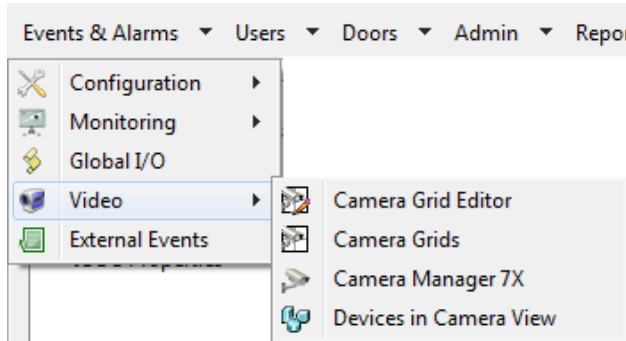 Events & Alarms Users Doors Admin Repor
Configuration
Monitoring
Global I/O
Video
External Events
Camera Grid Editor
Camera Grids
Camera Manager 7X
Devices in Camera View